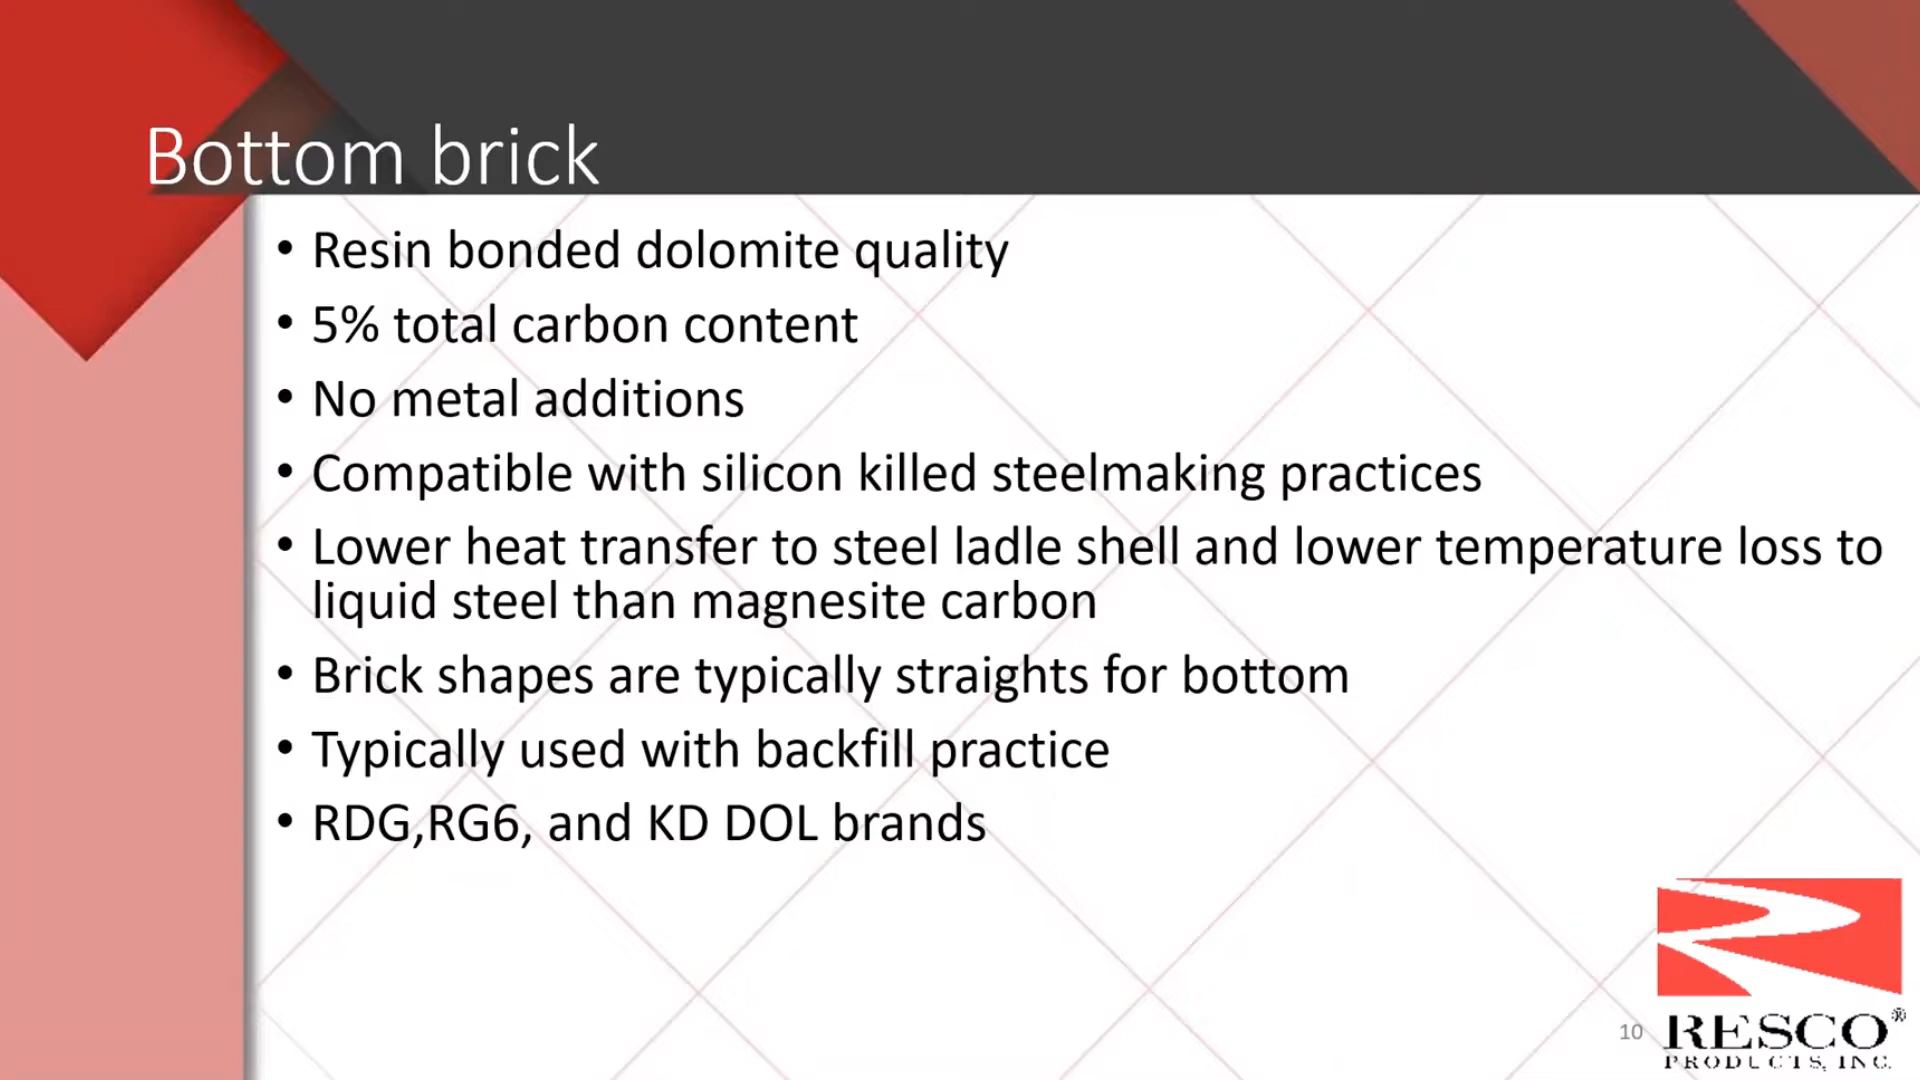 Bottom brick
• Resin bonded dolomite quality
• 5% total carbon content
• No metal additions
• Compatible with silicon killed steelmaking practices
• Lower heat transfer to steel ladle shell and lower temperature loss to
liquid steel than magnesite carbon
• Brick shapes are typically straights for bottom
• Typically used with backfill practice
• RDG,RG6, and KD DOL brands
10
RESCO®
PRODUCTS, INC.